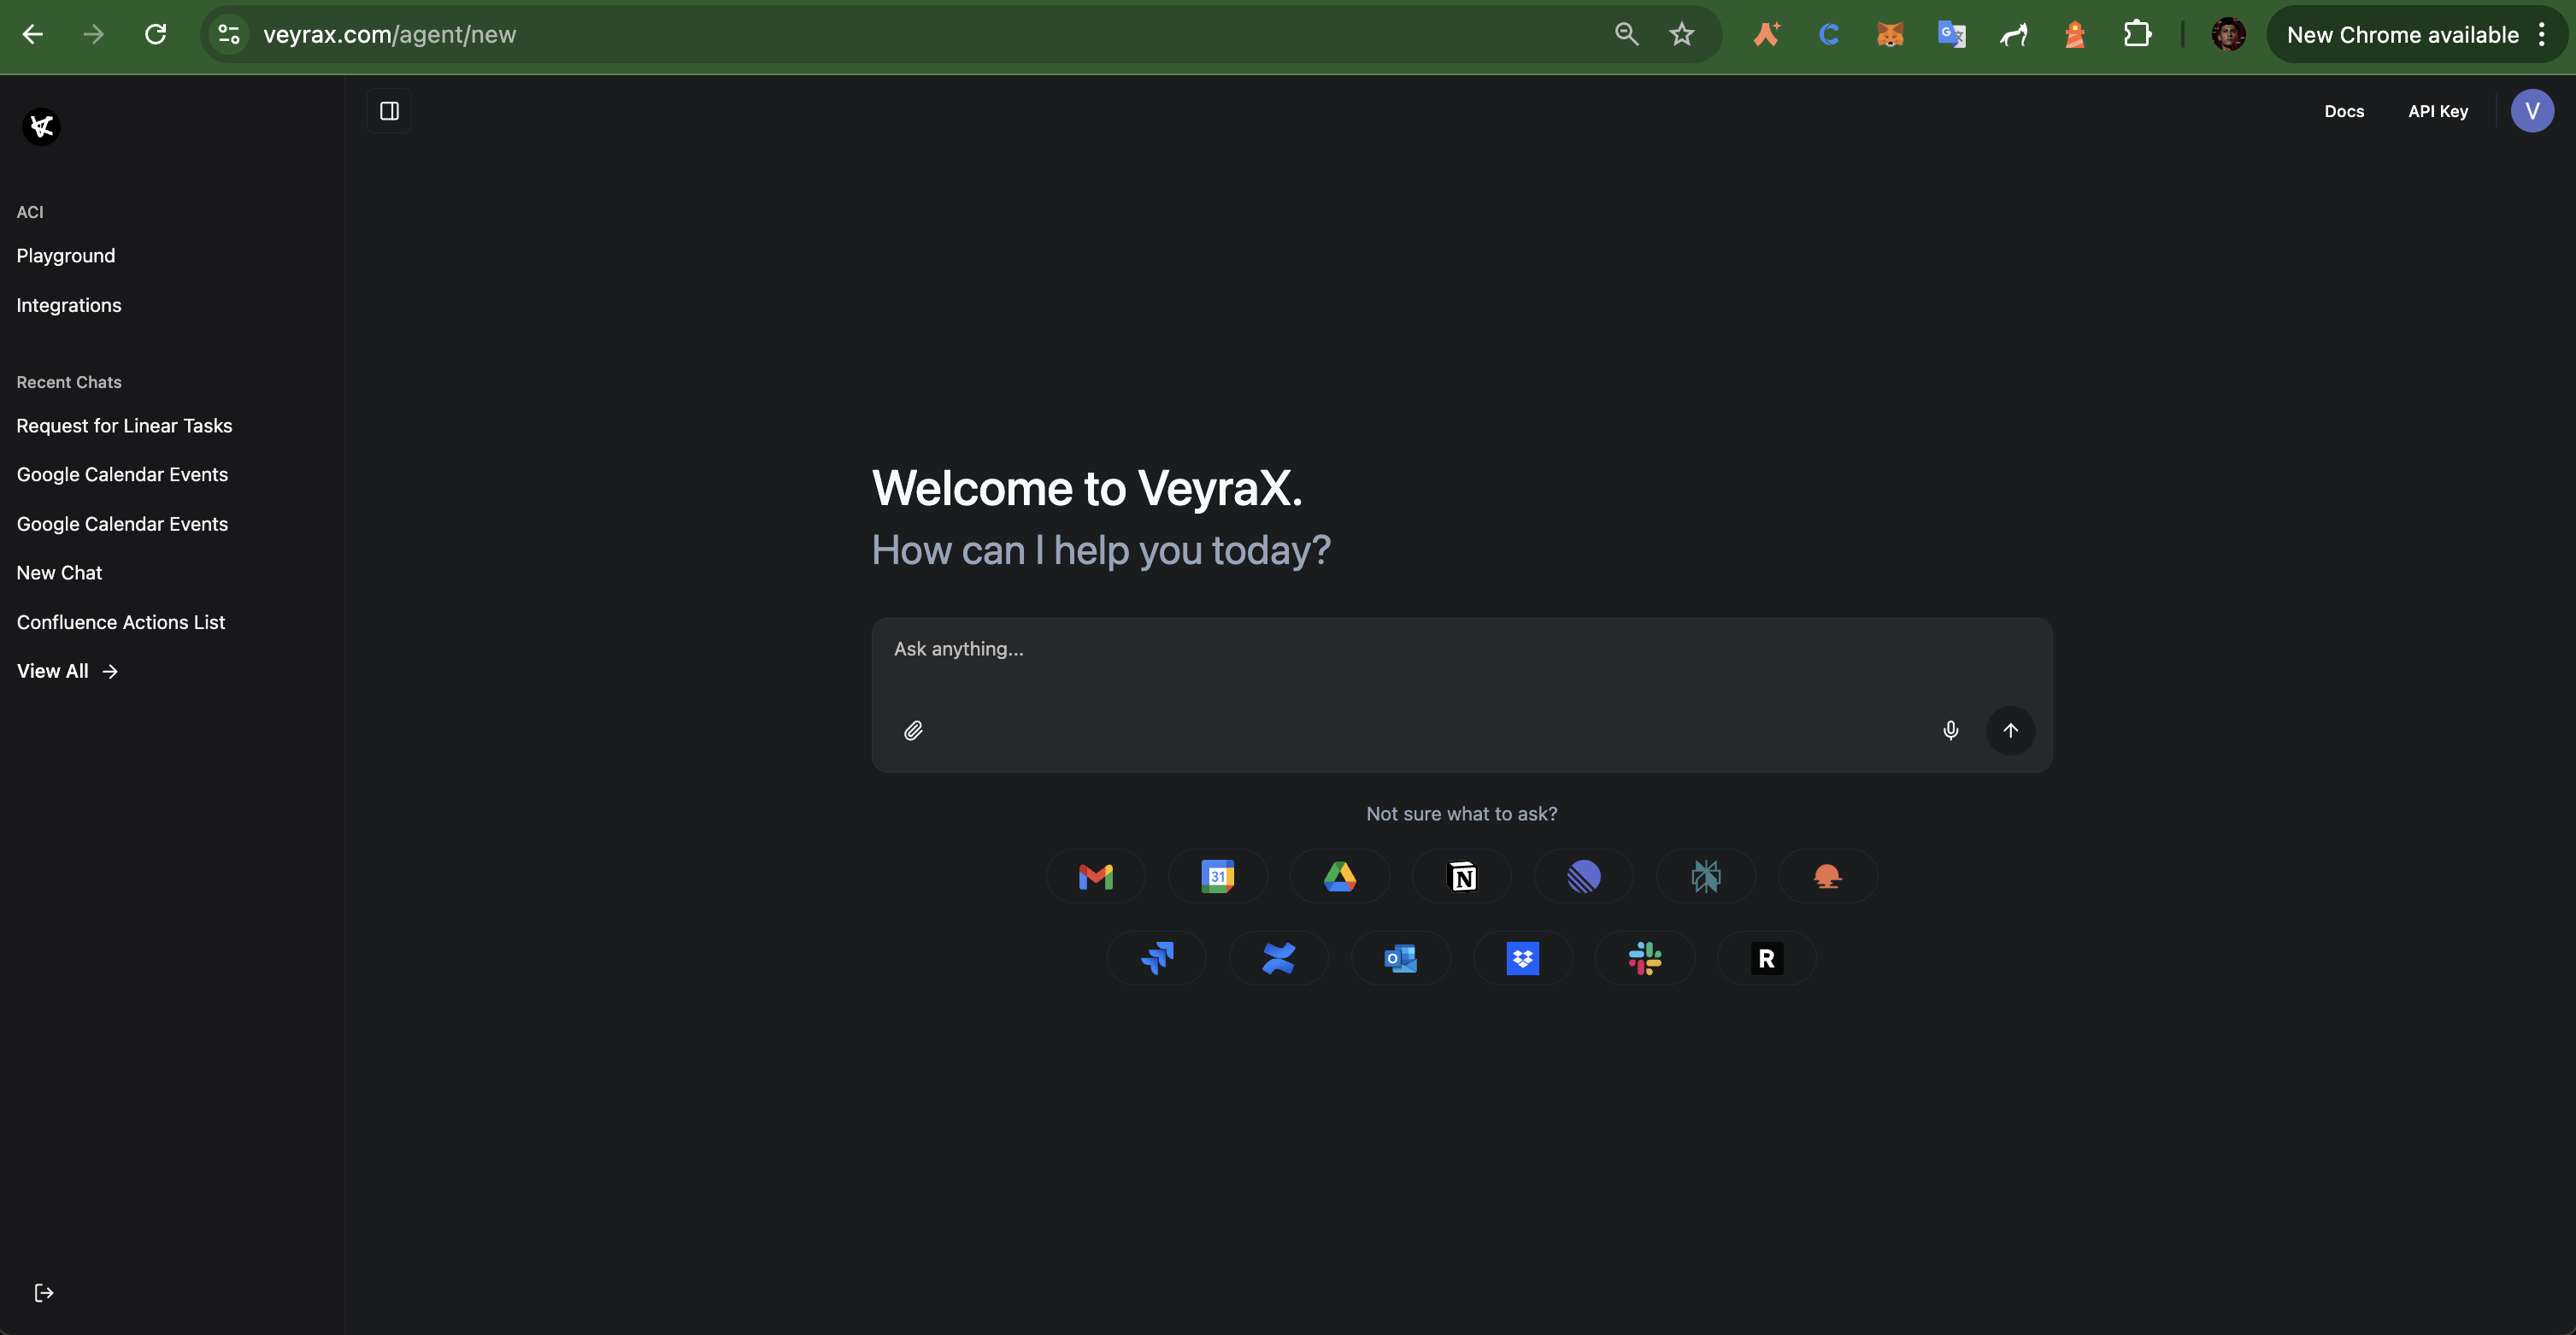 veyrax.com/agent/new
New Chrome available
Docs
API Key
V
ACI
Playground
Integrations
Recent Chats
Request for Linear Tasks
Google Calendar Events
Google Calendar Events
New Chat
Confluence Actions List
View All
Welcome to VeyraX.
How can I help you today?
Ask anything...
Not sure what to ask?
31
N
O
R